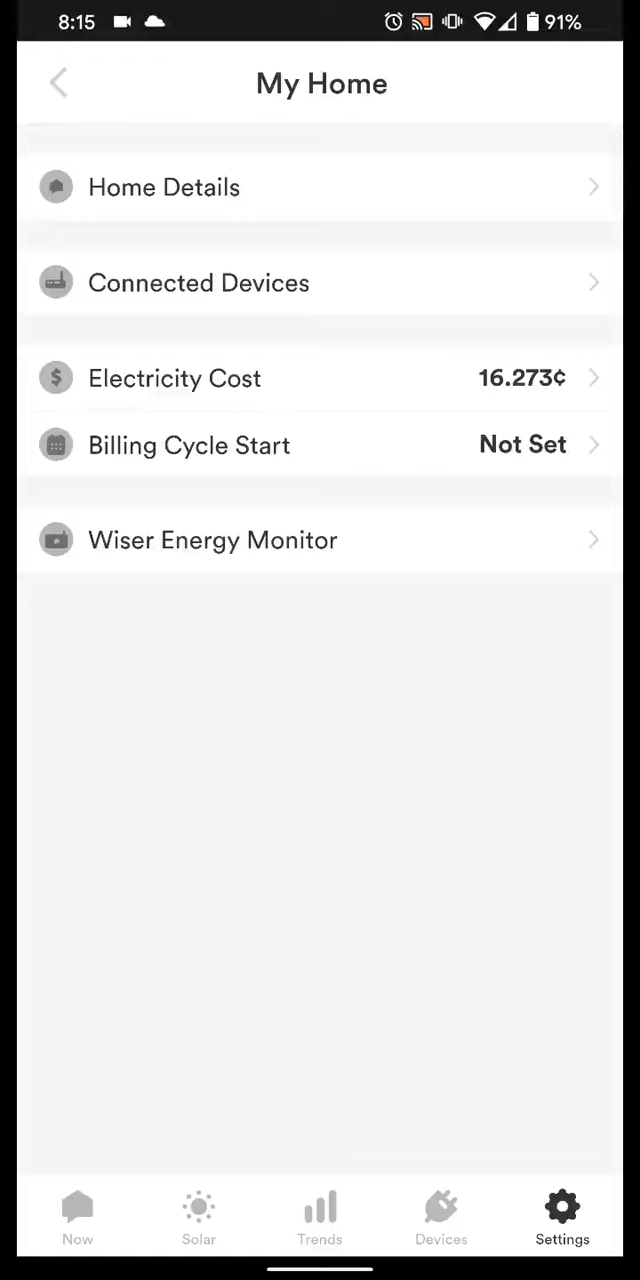 8:15 91%
My Home
Home Details
Connected Devices
Electricity Cost 16.273¢
Billing Cycle Start Not Set
Wiser Energy Monitor
Now Solar Trends Devices Settings